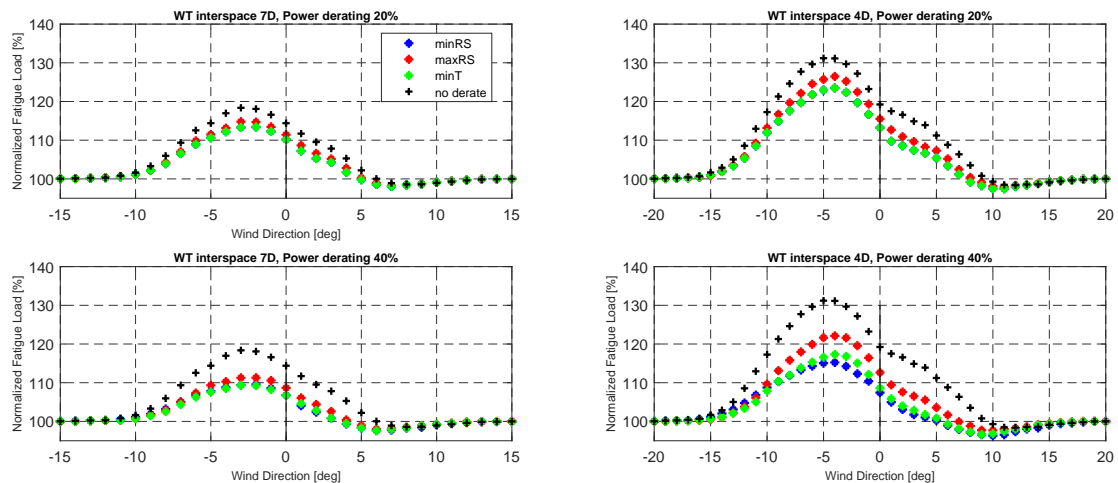 WT interspace 7D, Power derating 20%
Normalized Fatigue Load [%]
140
130
120
110
100
minRS
maxRS
minT
no derate
-15 -10 -5 0 5 10 15
Wind Direction [deg]
WT interspace 4D, Power derating 20%
Normalized Fatigue Load [%]
140
130
120
110
100
-20 -15 -10 -5 0 5 10 15 20
Wind Direction [deg]
WT interspace 7D, Power derating 40%
Normalized Fatigue Load [%]
140
130
120
110
100
-15 -10 -5 0 5 10 15
Wind Direction [deg]
WT interspace 4D, Power derating 40%
Normalized Fatigue Load [%]
140
130
120
110
100
-20 -15 -10 -5 0 5 10 15 20
Wind Direction [deg]